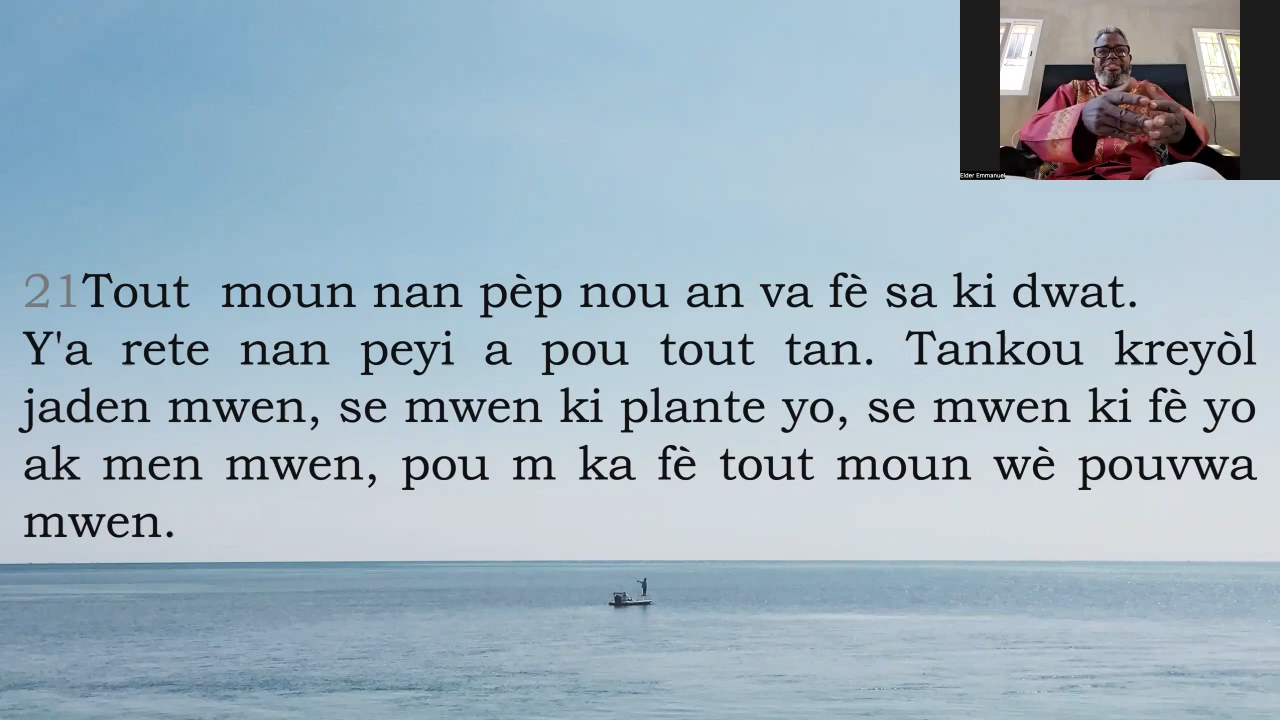 Elder Emmanuel
21Tout moun nan pèp nou an va fè sa ki dwat.
Y'a rete nan peyi a pou tout tan. Tankou kreyòl
jaden mwen, se mwen ki plante yo, se mwen ki fè yo
ak men mwen, pou m ka fè tout moun wè pouvwa
mwen.